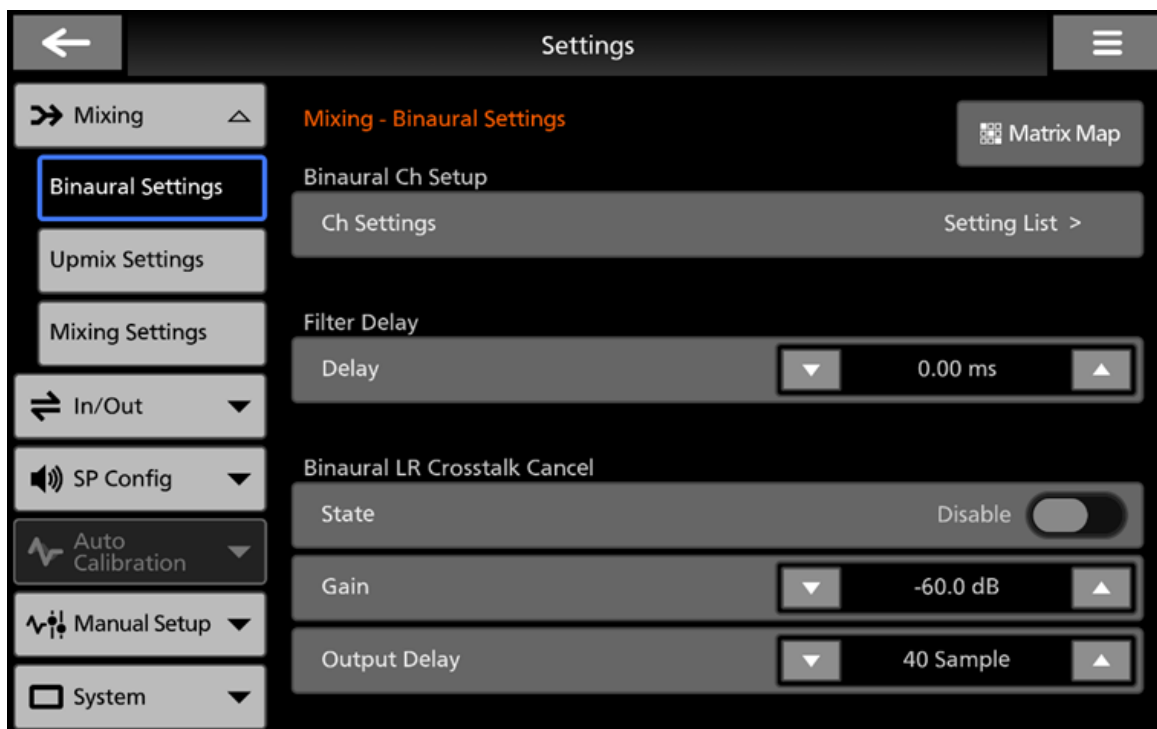 Settings
Mixing
Binaural Settings
Upmix Settings
Mixing Settings
In/Out
SP Config
Auto
Calibration
Manual Setup
System
Mixing - Binaural Settings
Matrix Map
Binaural Ch Setup
Ch Settings Setting List >
Filter Delay
Delay 0.00 ms
Binaural LR Crosstalk Cancel
State Disable
Gain -60.0 dB
Output Delay 40 Sample